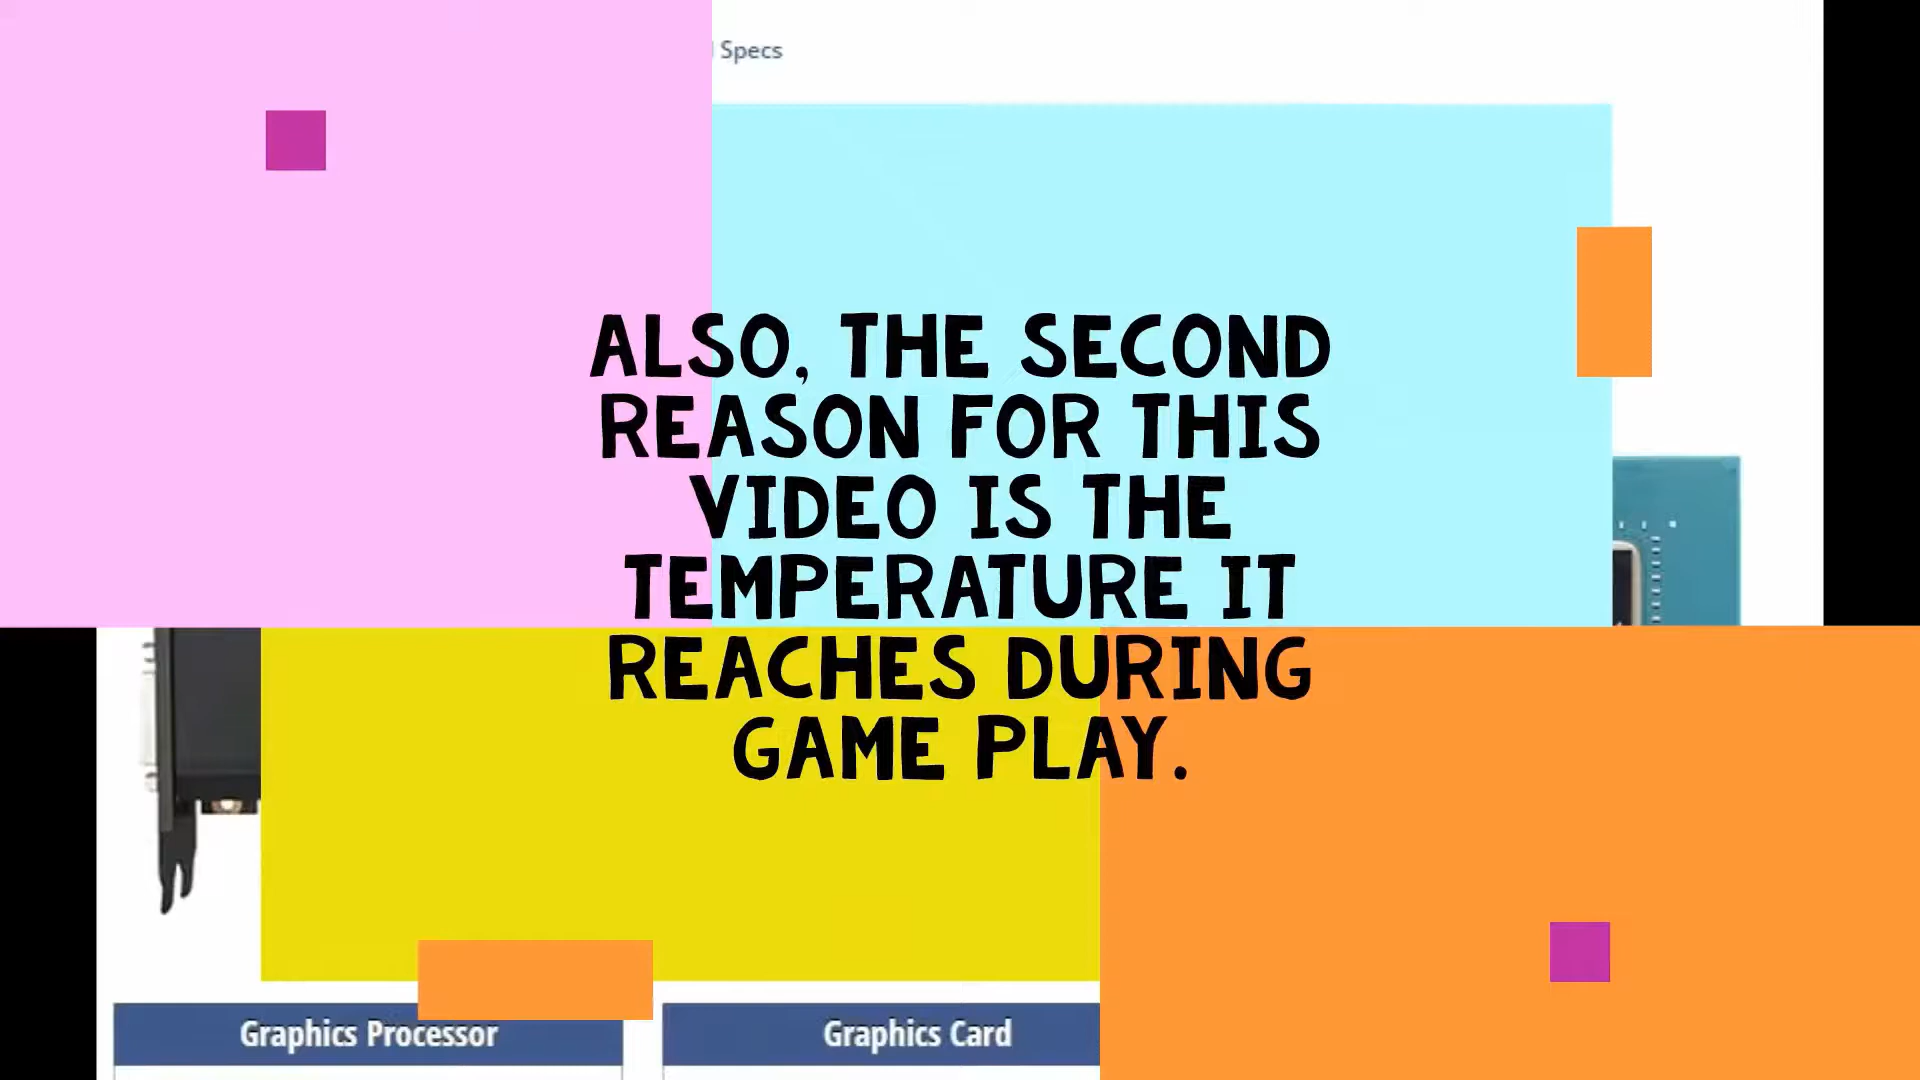 Specs
ALSO, THE SECOND
REASON FOR THIS
VIDEO IS THE
TEMPERATURE IT
REACHES DURING
GAME PLAY.
Graphics Processor
Graphics Card